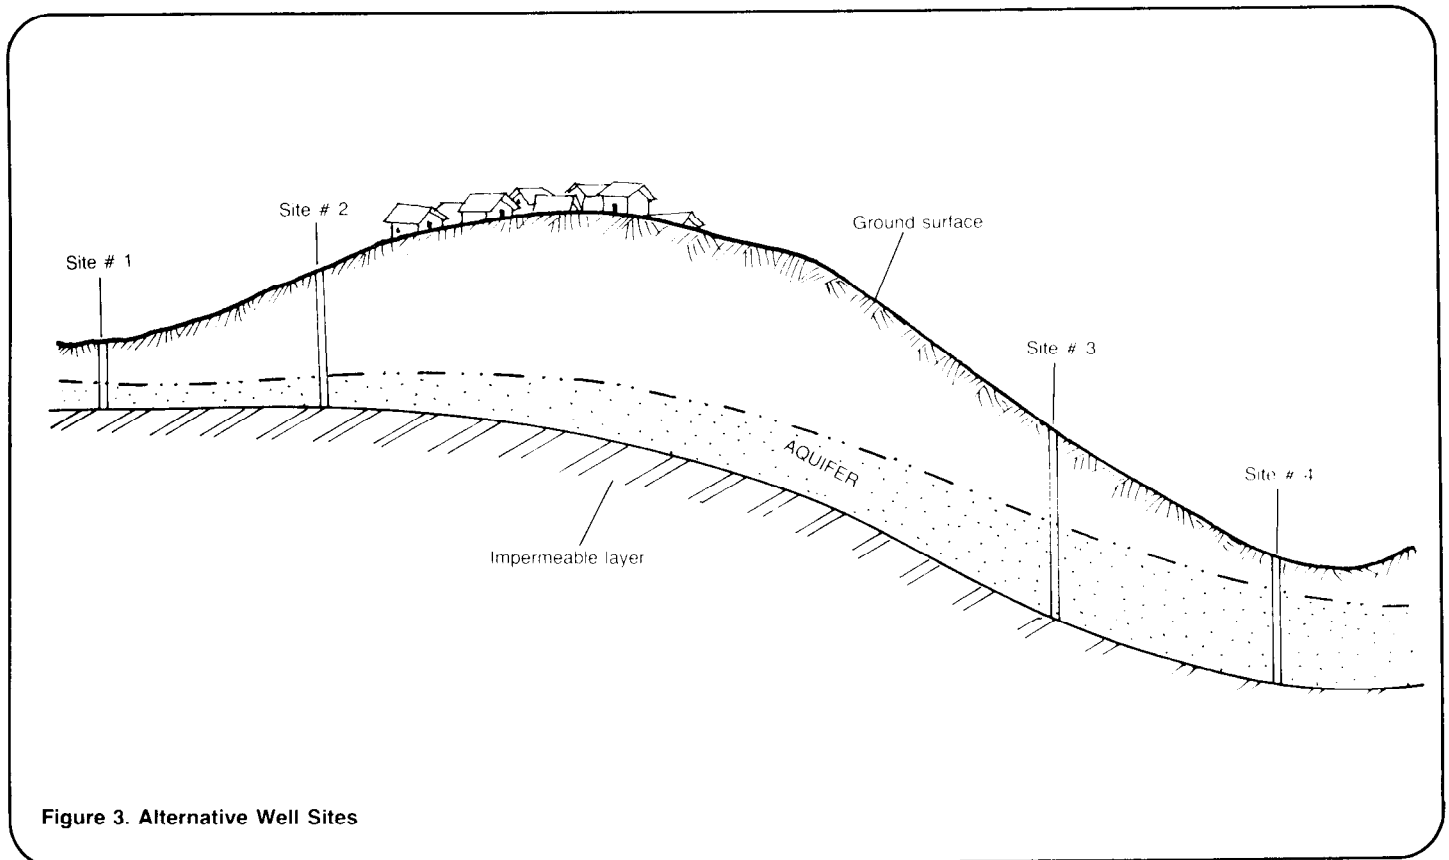 Site # 2
Site # 1
Ground surface
Site # 3
AQUIFER
Site # 4
Impermeable layer
Figure 3. Alternative Well Sites